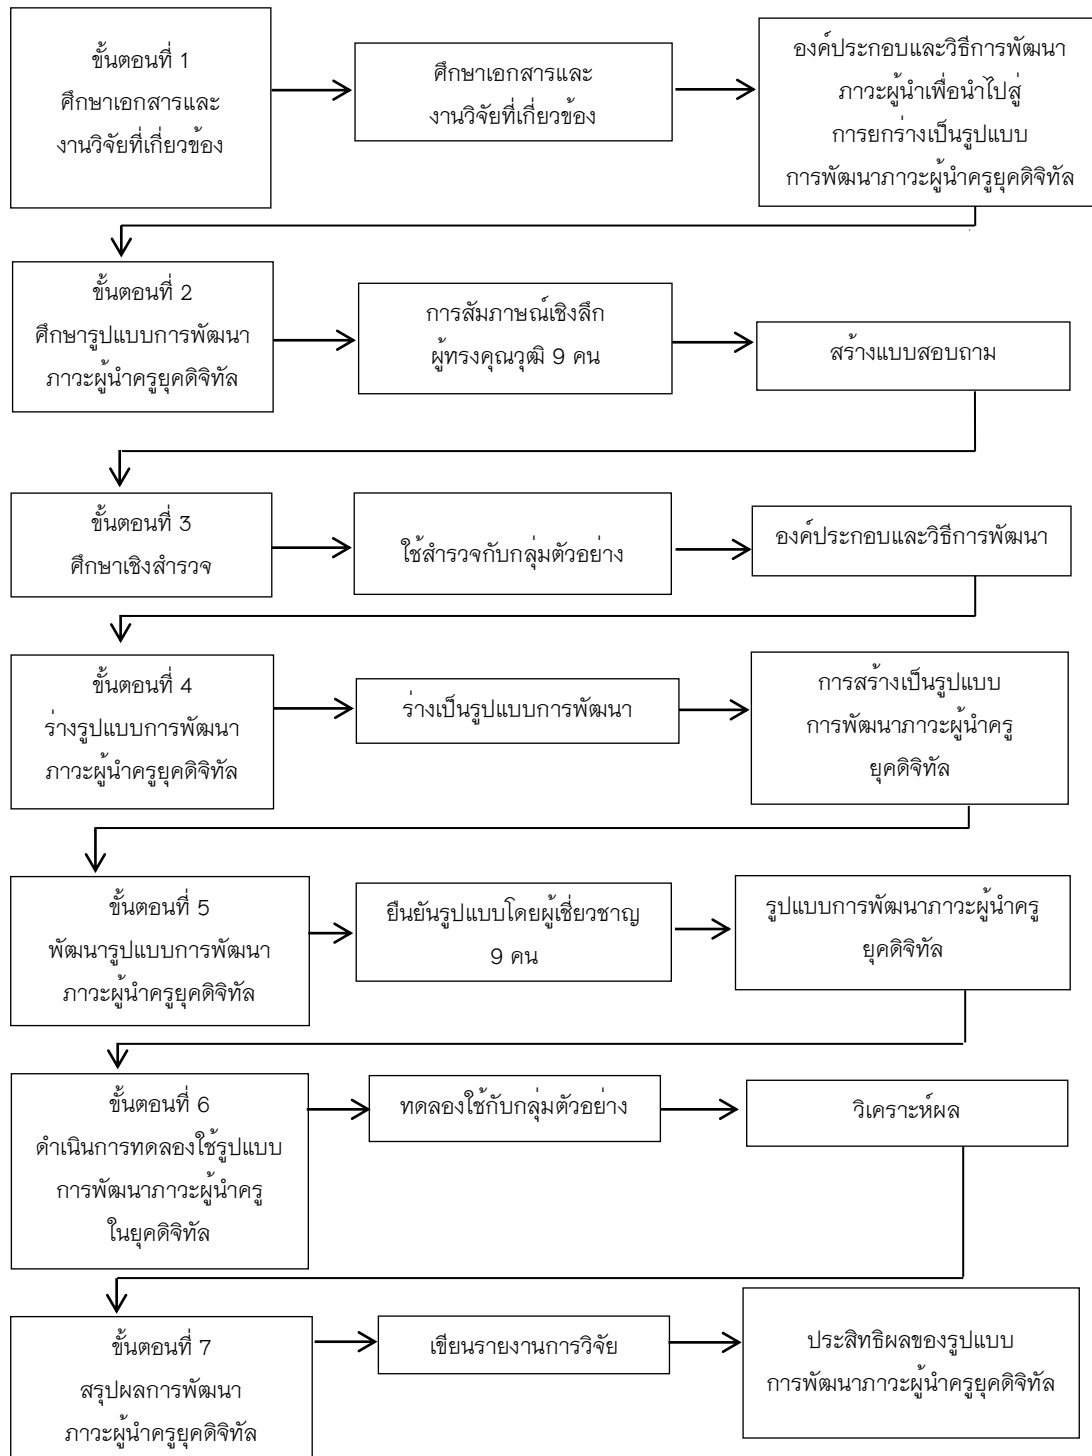 ขั้นตอนที่ 1
ศึกษาเอกสารและ
งานวิจัยที่เกี่ยวข้อง
ศึกษาเอกสารและ
งานวิจัยที่เกี่ยวข้อง
องค์ประกอบและวิธีการพัฒนา
ภาวะผู้นำเพื่อนำไปสู่
การยกร่างเป็นรูปแบบ
การพัฒนาภาวะผู้นำครูยุคดิจิทัล
ขั้นตอนที่ 2
ศึกษารูปแบบการพัฒนา
ภาวะผู้นำครูยุคดิจิทัล
การสัมภาษณ์เชิงลึก
ผู้ทรงคุณวุฒิ 9 คน
สร้างแบบสอบถาม
ขั้นตอนที่ 3
ศึกษาเชิงสำรวจ
ใช้สำรวจกับกลุ่มตัวอย่าง
องค์ประกอบและวิธีการพัฒนา
ขั้นตอนที่ 4
ร่างรูปแบบการพัฒนา
ภาวะผู้นำครูยุคดิจิทัล
ร่างเป็นรูปแบบการพัฒนา
การสร้างเป็นรูปแบบ
การพัฒนาภาวะผู้นำครู
ยุคดิจิทัล
ขั้นตอนที่ 5
พัฒนารูปแบบการพัฒนา
ภาวะผู้นำครูยุคดิจิทัล
ยืนยันรูปแบบโดยผู้เชี่ยวชาญ
9 คน
รูปแบบการพัฒนาภาวะผู้นำครู
ยุคดิจิทัล
ขั้นตอนที่ 6
ดำเนินการทดลองใช้รูปแบบ
การพัฒนาภาวะผู้นำครู
ในยุคดิจิทัล
ทดลองใช้กับกลุ่มตัวอย่าง
วิเคราะห์ผล
ขั้นตอนที่ 7
สรุปผลการพัฒนา
ภาวะผู้นำครูยุคดิจิทัล
เขียนรายงานการวิจัย
ประสิทธิผลของรูปแบบ
การพัฒนาภาวะผู้นำครูยุคดิจิทัล